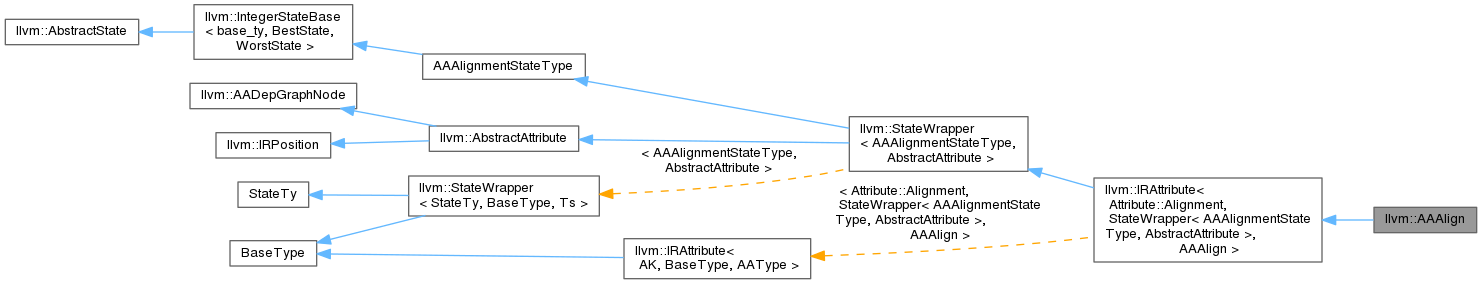 llvm::AbstractState
llvm::IntegerStateBase
< base_ty, BestState,
WorstState >
AAAlignmentStateType
llvm::AADepGraphNode
llvm::IRPosition
llvm::AbstractAttribute
llvm::StateWrapper
< AAAlignmentStateType,
AbstractAttribute >
< AAAlignmentStateType,
AbstractAttribute >
StateTy
llvm::StateWrapper
< StateTy, BaseType, Ts >
BaseType
< Attribute::Alignment,
StateWrapper< AAAlignmentState
Type, AbstractAttribute >,
AAAlign >
llvm::IRAttribute<
AK, BaseType, AAType >
llvm::IRAttribute<
Attribute::Alignment,
StateWrapper< AAAlignmentState
Type, AbstractAttribute >,
AAAlign >
llvm::AAAlign